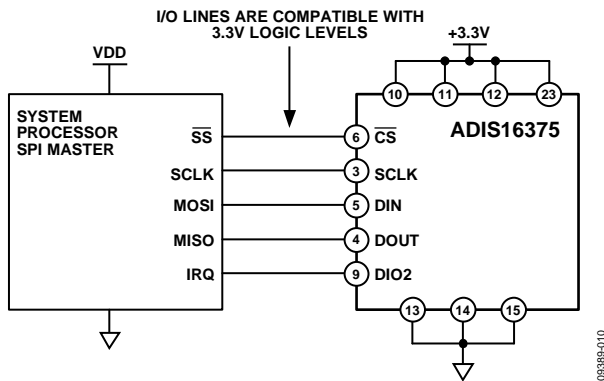 I/O LINES ARE COMPATIBLE WITH
3.3V LOGIC LEVELS
VDD
+3.3V
10
11
12
23
SYSTEM
PROCESSOR
SPI MASTER
ADIS16375
SS
6
CS
SCLK
3
SCLK
MOSI
5
DIN
MISO
4
DOUT
IRQ
9
DIO2
13
14
15
09389-010